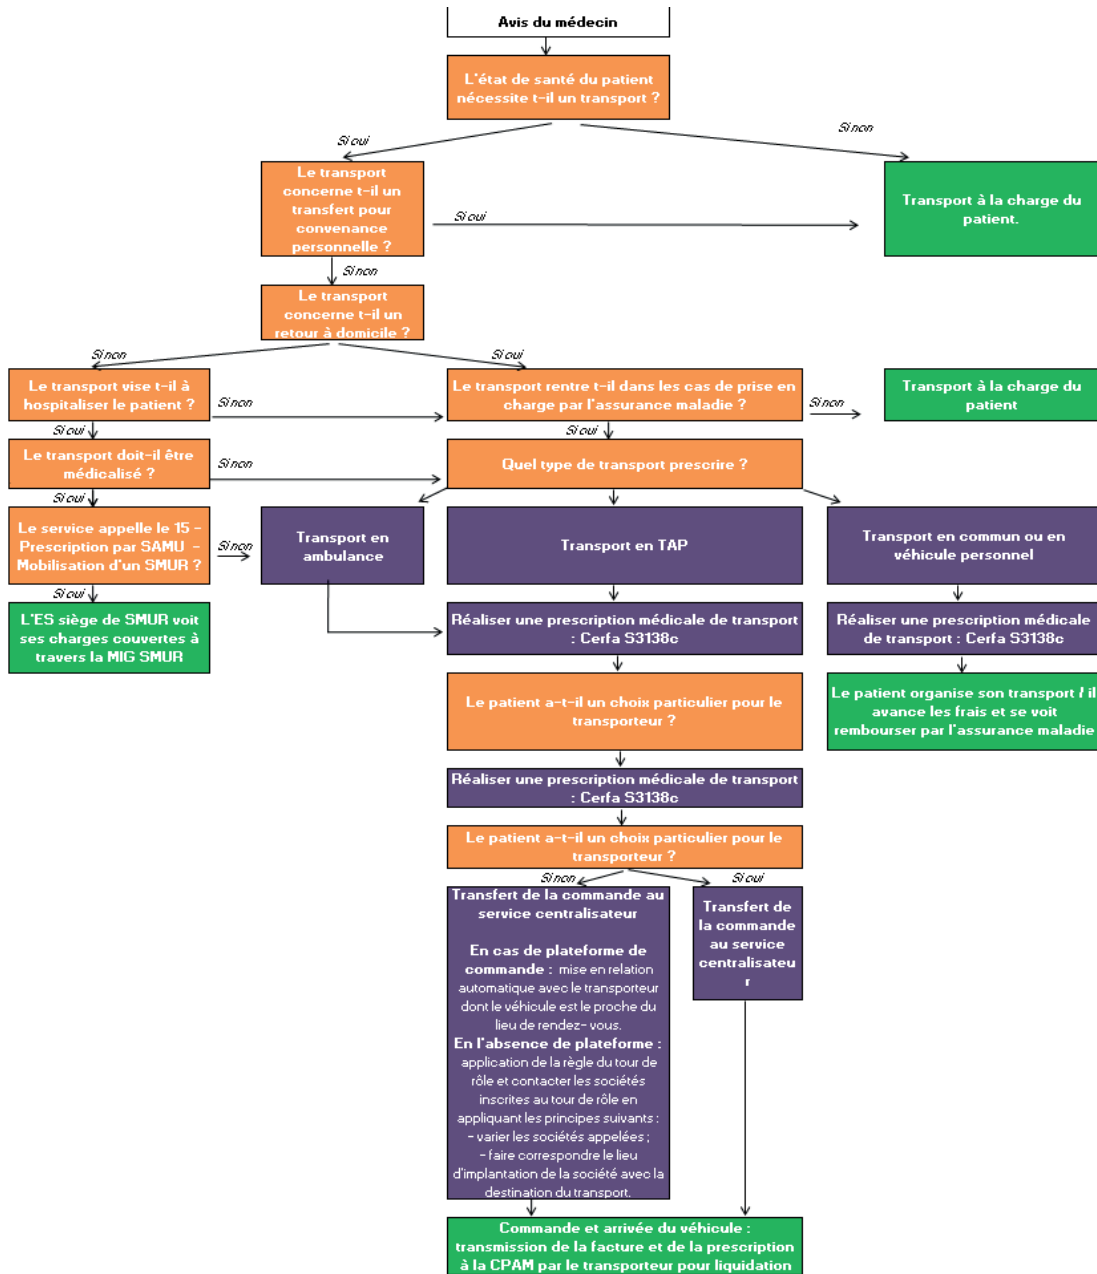 Avis du médecin
L'état de santé du patient
nécessite t-il un transport ?
Si oui
Si non
Le transport
concerne t-il un
transfert pour
convenance
personnelle ?
Si oui
Transport à la charge du
patient.
Si non
Le transport
concerne t-il un
retour à domicile ?
Si non
Si oui
Le transport vise t-il à
hospitaliser le patient ?
Si non
Le transport rentre t-il dans les cas de prise en
charge par l'assurance maladie ?
Si non
Transport à la charge du
patient
Si oui
Si oui
Le transport doit-il être
médicalisé ?
Si non
Quel type de transport prescrire ?
Si oui
Le service appelle le 15 -
Prescription par SAMU -
Mobilisation d'un SMUR ?
Si non
Transport en
ambulance
Transport en TAP
Transport en commun ou en
véhicule personnel
Si oui
L'ES siège de SMUR voit
ses charges couvertes à
travers la MIG SMUR
Réaliser une prescription médicale de transport
: Cerfa S3138c
Réaliser une prescription médicale
de transport : Cerfa S3138c
Le patient a-t-il un choix particulier pour le
transporteur ?
Le patient organise son transport / il
avance les frais et se voit
rembourser par l'assurance maladie
Réaliser une prescription médicale de transport
: Cerfa S3138c
Le patient a-t-il un choix particulier pour le
transporteur ?
Si non
Si oui
Transfert de la commande au
service centralisateur
En cas de plateforme de
commande : mise en relation
automatique avec le transporteur
dont le véhicule est le proche du
lieu de rendez- vous.
En l'absence de plateforme :
application de la règle du tour de
rôle et contacter les sociétés
inscrites au tour de rôle en
appliquant les principes suivants :
- varier les sociétés appelées ;
- faire correspondre le lieu
d'implantation de la société avec la
destination du transport.
Transfert de
la commande
au service
centralisateu
r
Commande et arrivée du véhicule :
transmission de la facture et de la prescription
à la CPAM par le transporteur pour liquidation